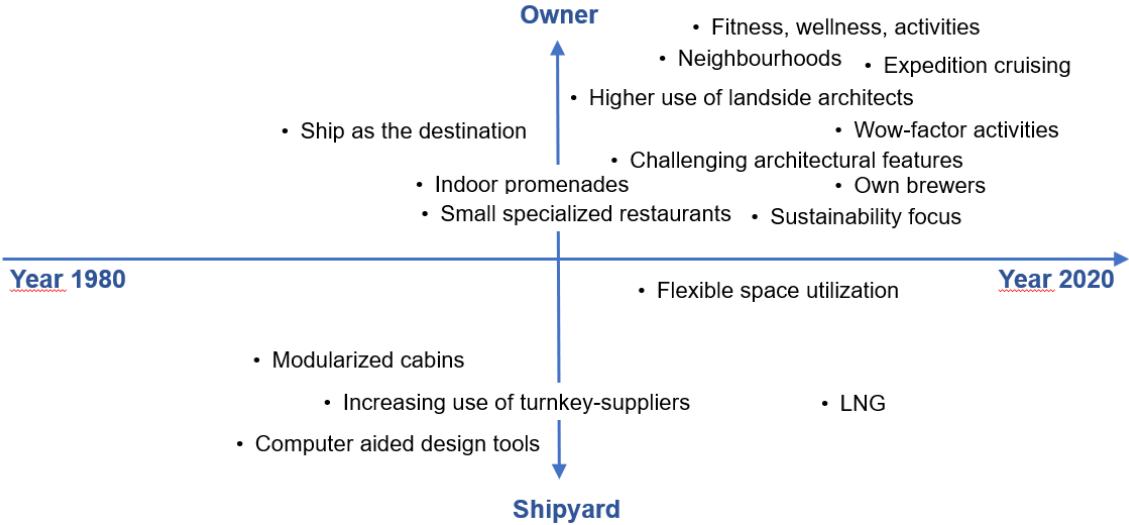 Owner
• Fitness, wellness, activities
• Neighbourhoods
• Expedition cruising
• Higher use of landside architects
• Ship as the destination
• Wow-factor activities
• Challenging architectural features
• Indoor promenades
• Own brewers
• Small specialized restaurants
• Sustainability focus
Year 1980
Year 2020
• Flexible space utilization
• Modularized cabins
• Increasing use of turnkey-suppliers
• LNG
• Computer aided design tools
Shipyard